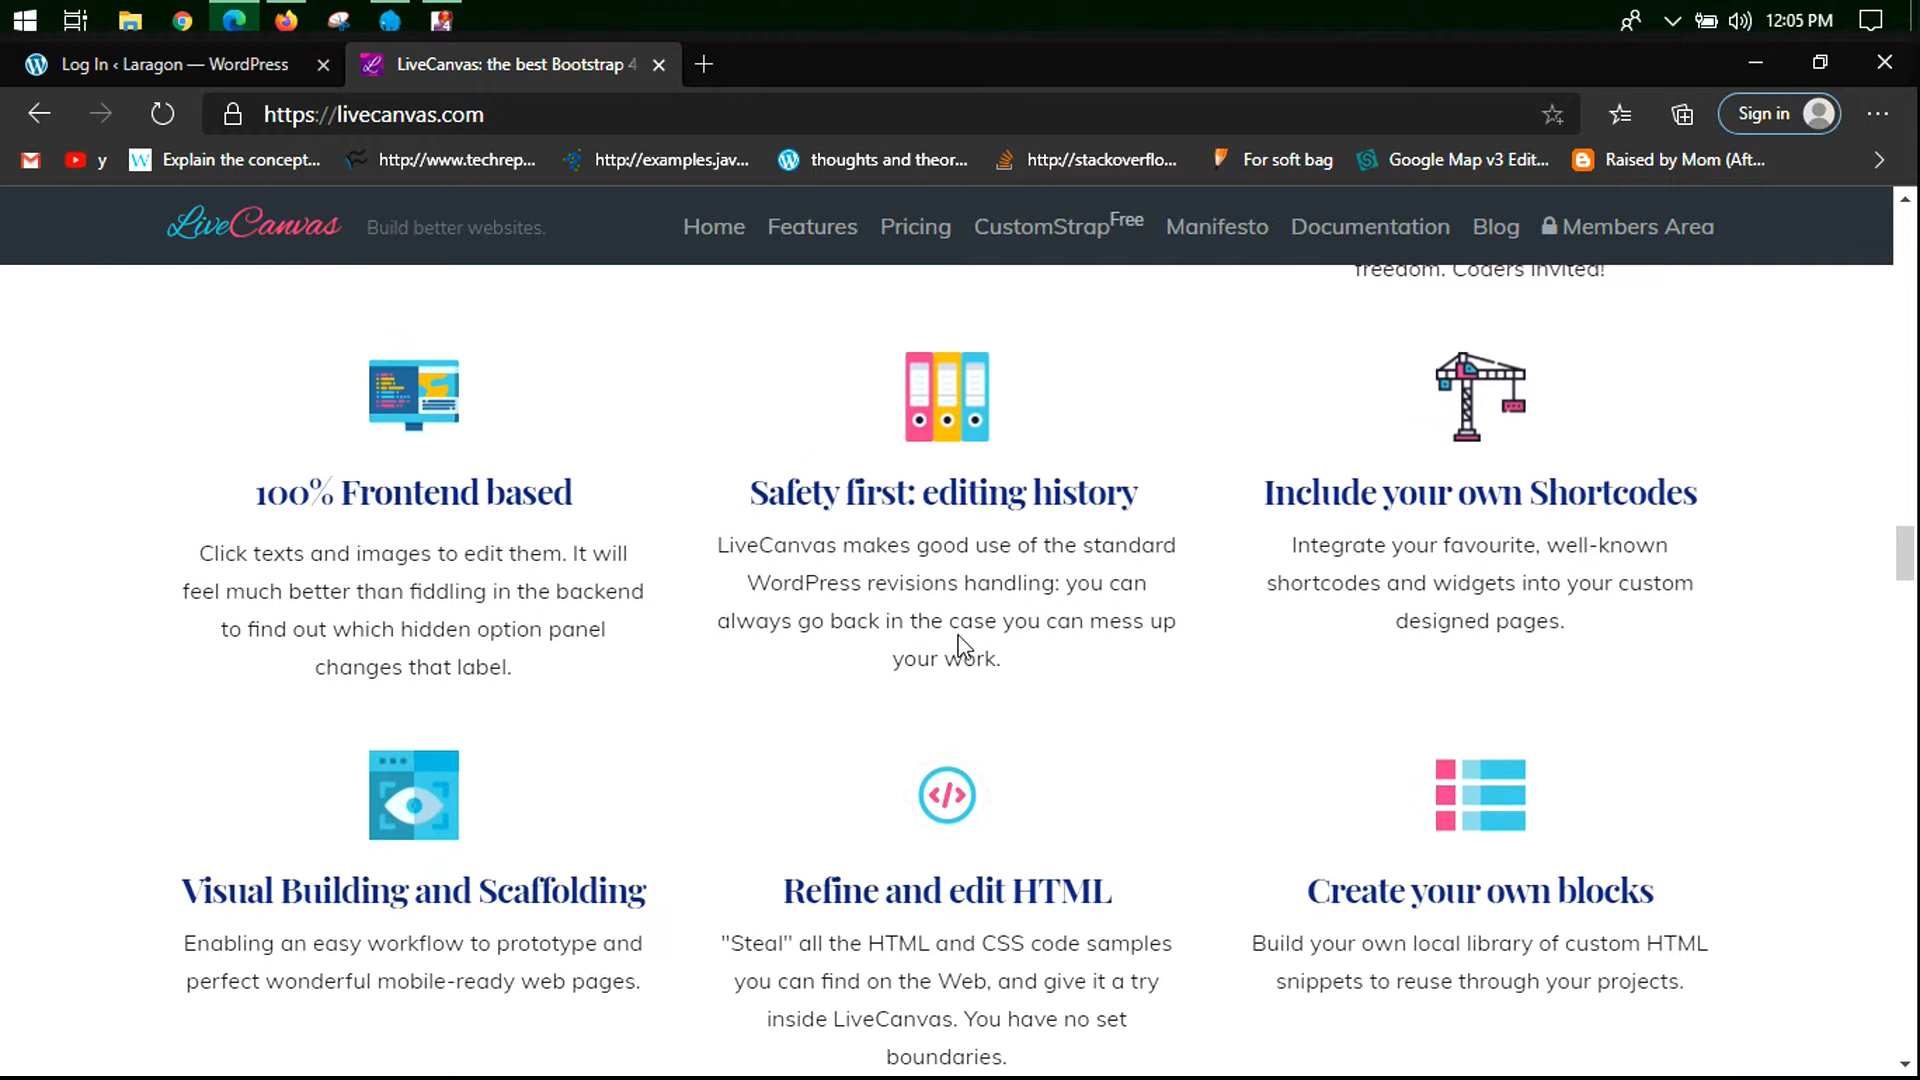 12:05 PM
Log In ‹ Laragon — WordPress
LiveCanvas: the best Bootstrap 4
https://livecanvas.com
Sign in
y
Explain the concept...
http://www.techrep...
http://examples.jav...
thoughts and theor...
http://stackoverflo...
For soft bag
Google Map v3 Edit...
Raised by Mom (Aft...
LiveCanvas
Build better websites.
Home
Features
Pricing
CustomStrap Free
Manifesto
Documentation
Blog
Members Area
freedom. Coders invited!
100% Frontend based
Click texts and images to edit them. It will
feel much better than fiddling in the backend
to find out which hidden option panel
changes that label.
Safety first: editing history
LiveCanvas makes good use of the standard
WordPress revisions handling: you can
always go back in the case you can mess up
your work.
Include your own Shortcodes
Integrate your favourite, well-known
shortcodes and widgets into your custom
designed pages.
Visual Building and Scaffolding
Enabling an easy workflow to prototype and
perfect wonderful mobile-ready web pages.
Refine and edit HTML
"Steal" all the HTML and CSS code samples
you can find on the Web, and give it a try
inside LiveCanvas. You have no set
boundaries.
Create your own blocks
Build your own local library of custom HTML
snippets to reuse through your projects.